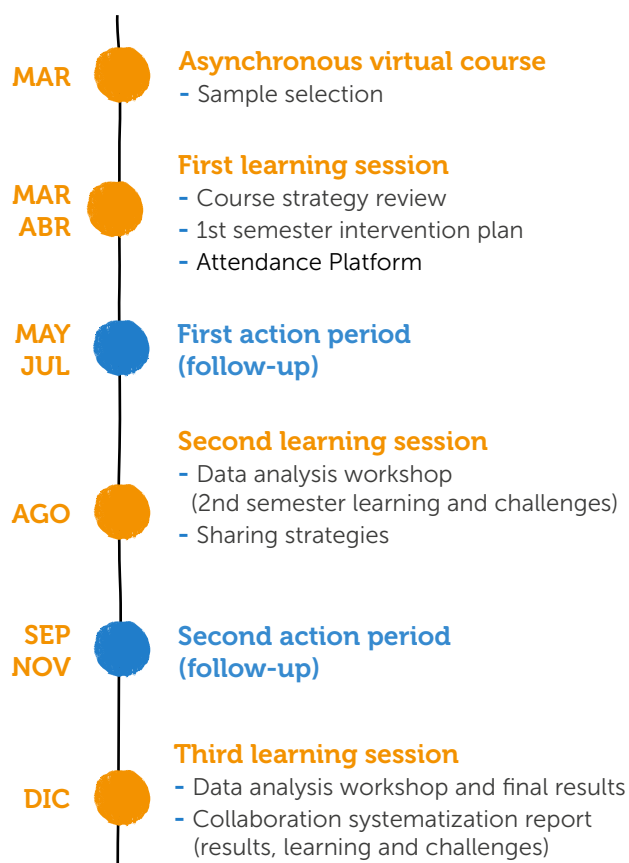 MAR
Asynchronous virtual course
- Sample selection
MAR
ABR
First learning session
- Course strategy review
- 1st semester intervention plan
- Attendance Platform
MAY
JUL
First action period
(follow-up)
AGO
Second learning session
- Data analysis workshop
(2nd semester learning and challenges)
- Sharing strategies
SEP
NOV
Second action period
(follow-up)
DIC
Third learning session
- Data analysis workshop and final results
- Collaboration systematization report
(results, learning and challenges)